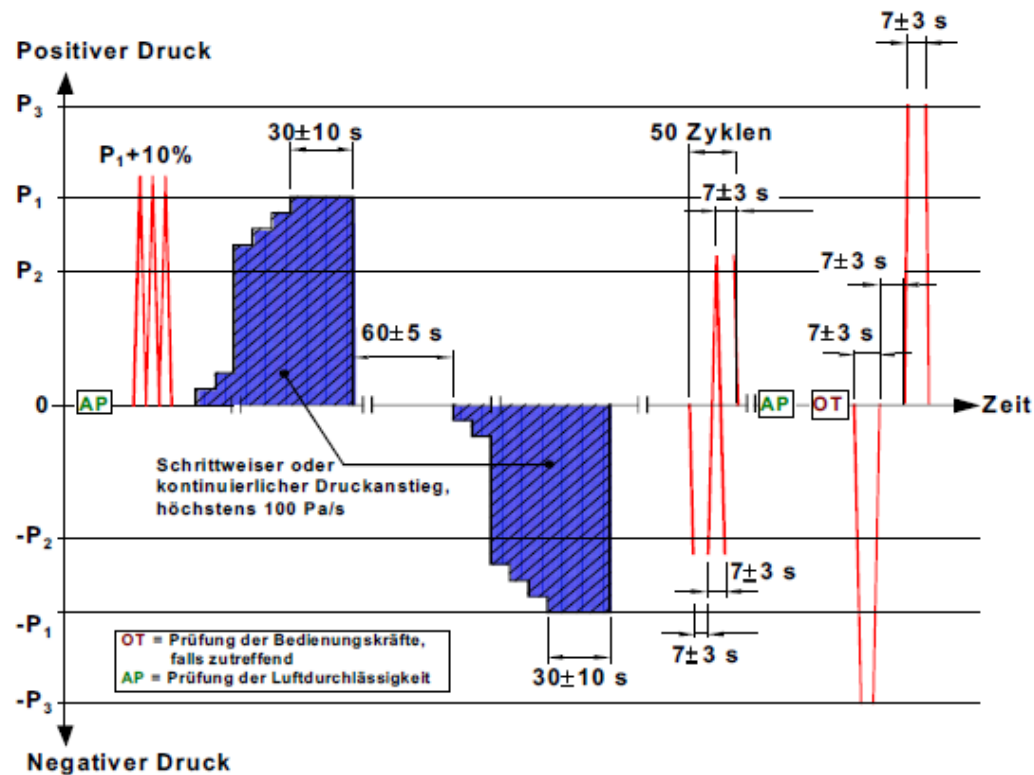 7±3 s
Positiver Druck
P3
30±10 s
50 Zyklen
P1+10%
P1
7±3 s
P2
7±3 s
60±5 s
7±3 s
AP
0
AP
OT
Zeit
Schrittweiser oder
kontinuierlicher Druckanstieg,
höchstens 100 Pa/s
-P2
7±3 s
-P1
OT = Prüfung der Bedienungskräfte,
falls zutreffend
AP = Prüfung der Luftdurchlässigkeit
7±3 s
30±10 s
-P3
Negativer Druck